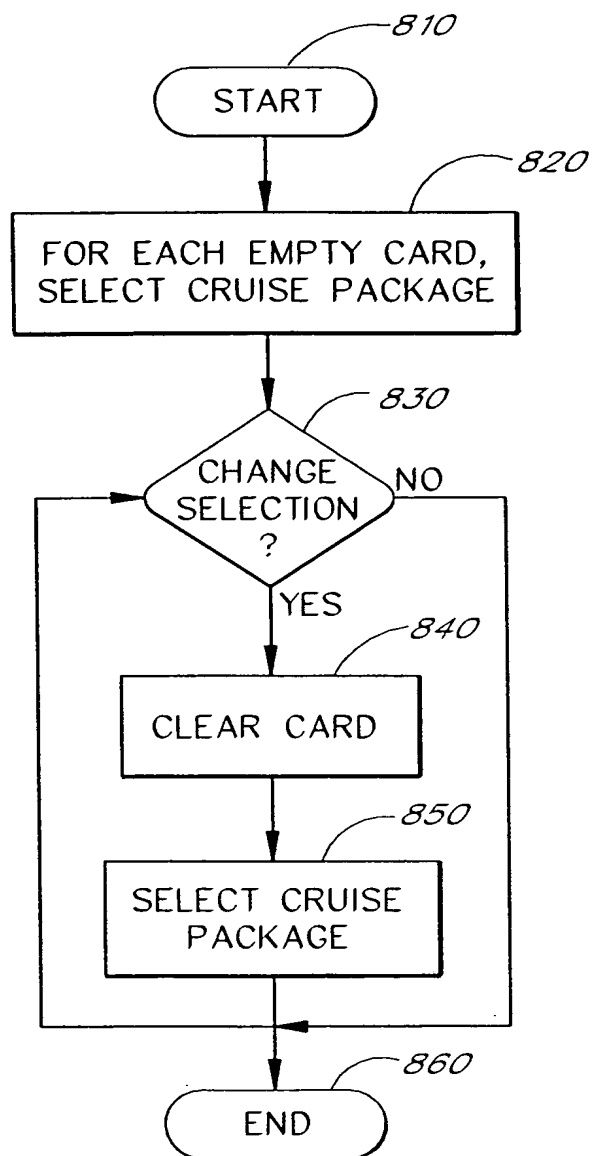 810
START
820
FOR EACH EMPTY CARD,
SELECT CRUISE PACKAGE
830
CHANGE
SELECTION
?
NO
YES
840
CLEAR CARD
850
SELECT CRUISE
PACKAGE
860
END